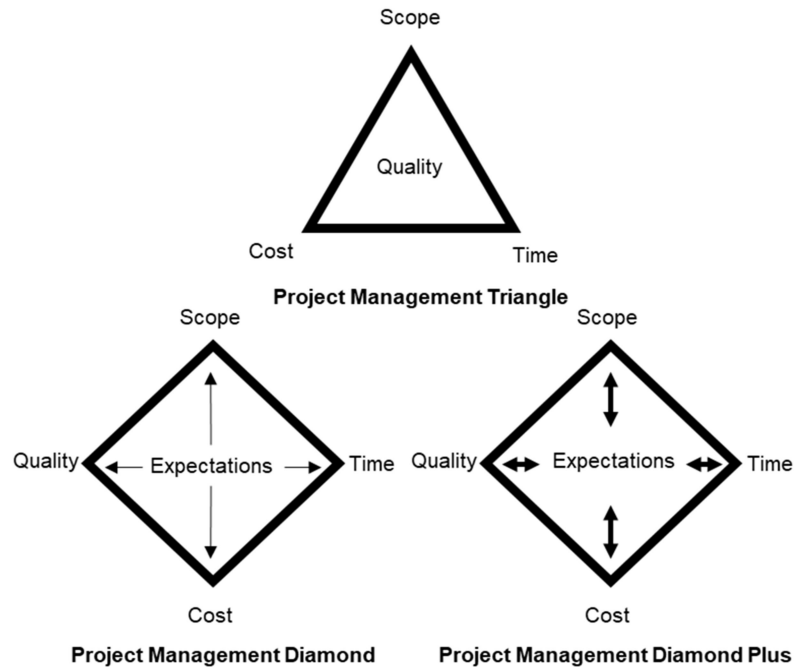 Scope
Quality
Cost
Time
Project Management Triangle
Scope
Quality
Expectations
Time
Cost
Project Management Diamond
Scope
Quality
Expectations
Time
Cost
Project Management Diamond Plus